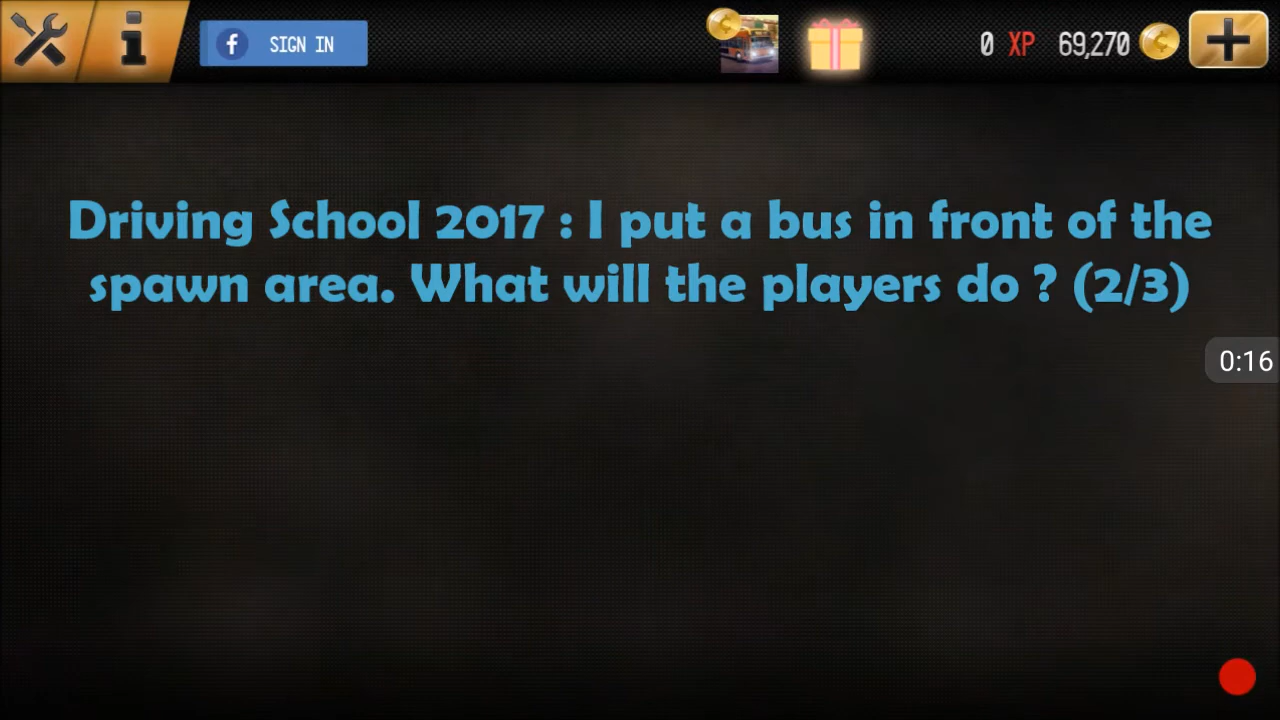 SIGN IN
0 XP 69,270
Driving School 2017 : I put a bus in front of the
spawn area. What will the players do ? (2/3)
0:16